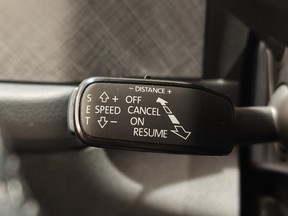 - DISTANCE +
S ⇧+ OFF
E SPEED CANCEL
T ⇩- ON
RESUME